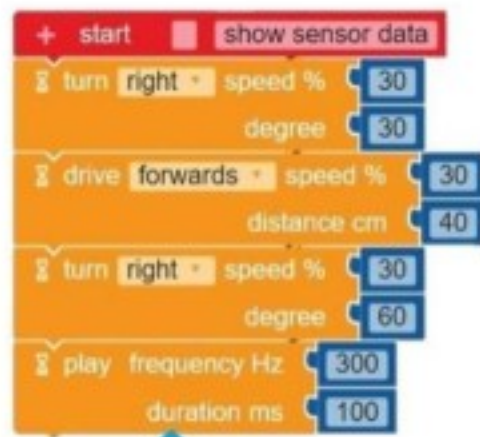 + start show sensor data
turn right speed % 30
degree 30
drive forwards speed % 30
distance cm 40
turn right speed % 30
degree 60
play frequency Hz 300
duration ms 100